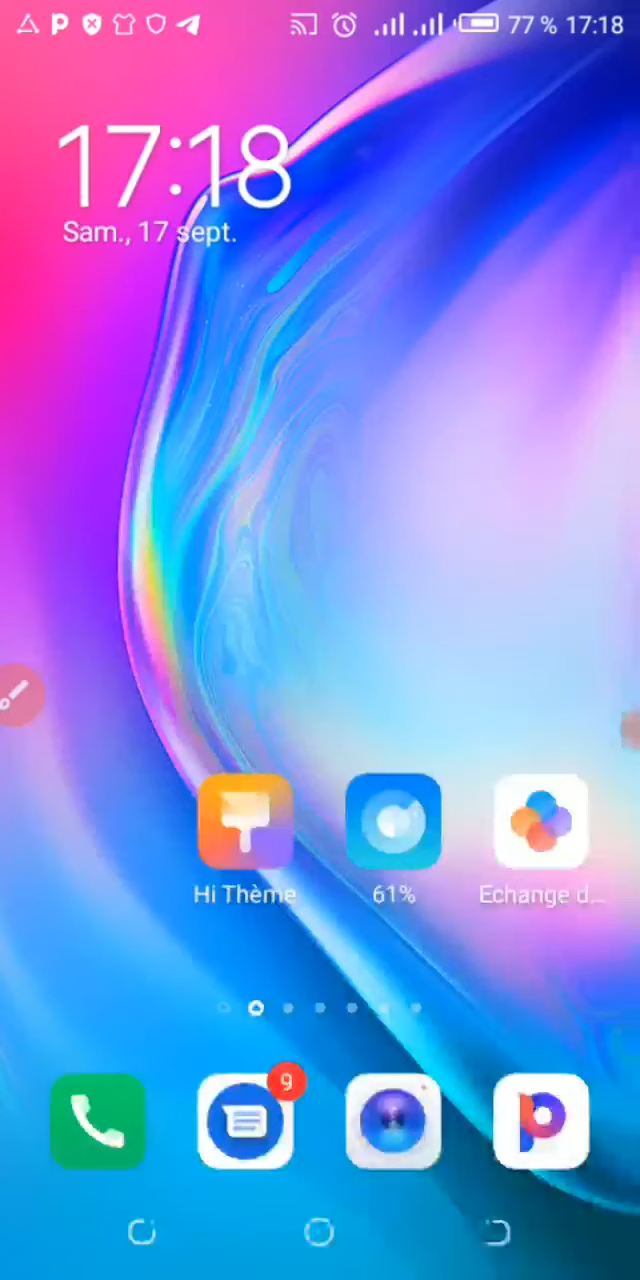 77 % 17:18
17:18
Sam., 17 sept.
Hi Thème
61%
Echange d...
9